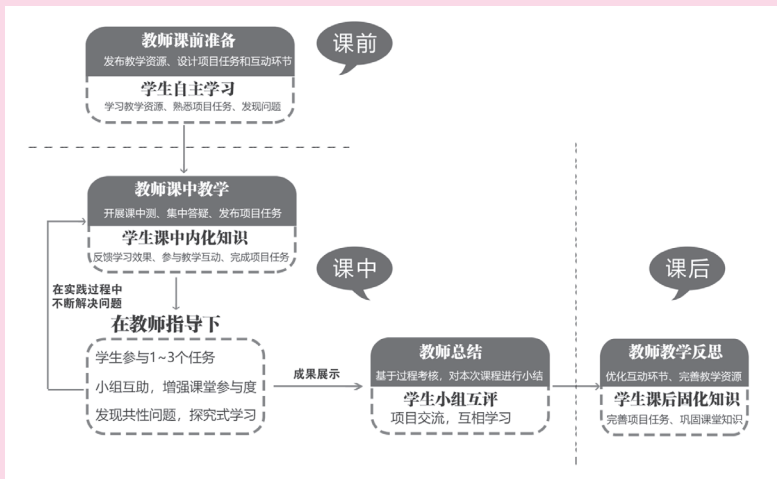 教师课前准备
发布教学资源、设计项目任务和互动环节
学生自主学习
学习教学资源、熟悉项目任务、发现问题
课前
教师课中教学
开展课中测、集中答疑、发布项目任务
学生课中内化知识
反馈学习效果、参与教学互动、完成项目任务
课中
课后
在实践过程中
不断解决问题
在教师指导下
学生参与1~3个任务
小组互助，增强课堂参与度
发现共性问题，探究式学习
成果展示
教师总结
基于过程考核，对本次课程进行小结
学生小组互评
项目交流，互相学习
教师教学反思
优化互动环节、完善教学资源
学生课后固化知识
完善项目任务、巩固课堂知识